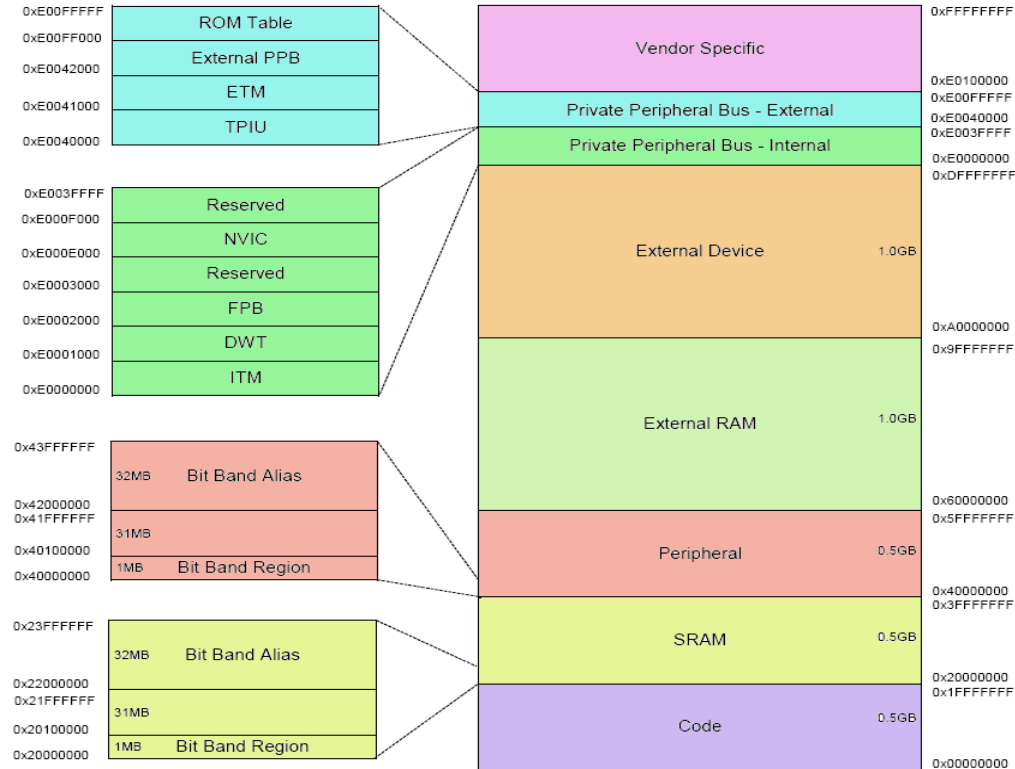 0xE00FFFFF
ROM Table
0xE00FF000
External PPB
0xE0042000
ETM
0xE0041000
TPIU
0xE0040000
0xE003FFFF
Reserved
0xE000F000
NVIC
0xE000E000
Reserved
0xE0003000
FPB
0xE0002000
DWT
0xE0001000
ITM
0xE0000000
0x43FFFFFF
32MB Bit Band Alias
0x42000000
0x41FFFFFF
31MB
0x40100000
1MB Bit Band Region
0x40000000
0x23FFFFFF
32MB Bit Band Alias
0x22000000
0x21FFFFFF
31MB
0x20100000
1MB Bit Band Region
0x20000000
0xFFFFFFFF
Vendor Specific
0xE0100000
0xE00FFFFF
Private Peripheral Bus - External
0xE0040000
0xE003FFFF
Private Peripheral Bus - Internal
0xE0000000
0xDFFFFFFF
External Device 1.0GB
0xA0000000
0x9FFFFFFF
External RAM 1.0GB
0x60000000
0x5FFFFFFF
Peripheral 0.5GB
0x40000000
0x3FFFFFFF
SRAM 0.5GB
0x20000000
0x1FFFFFFF
Code 0.5GB
0x00000000